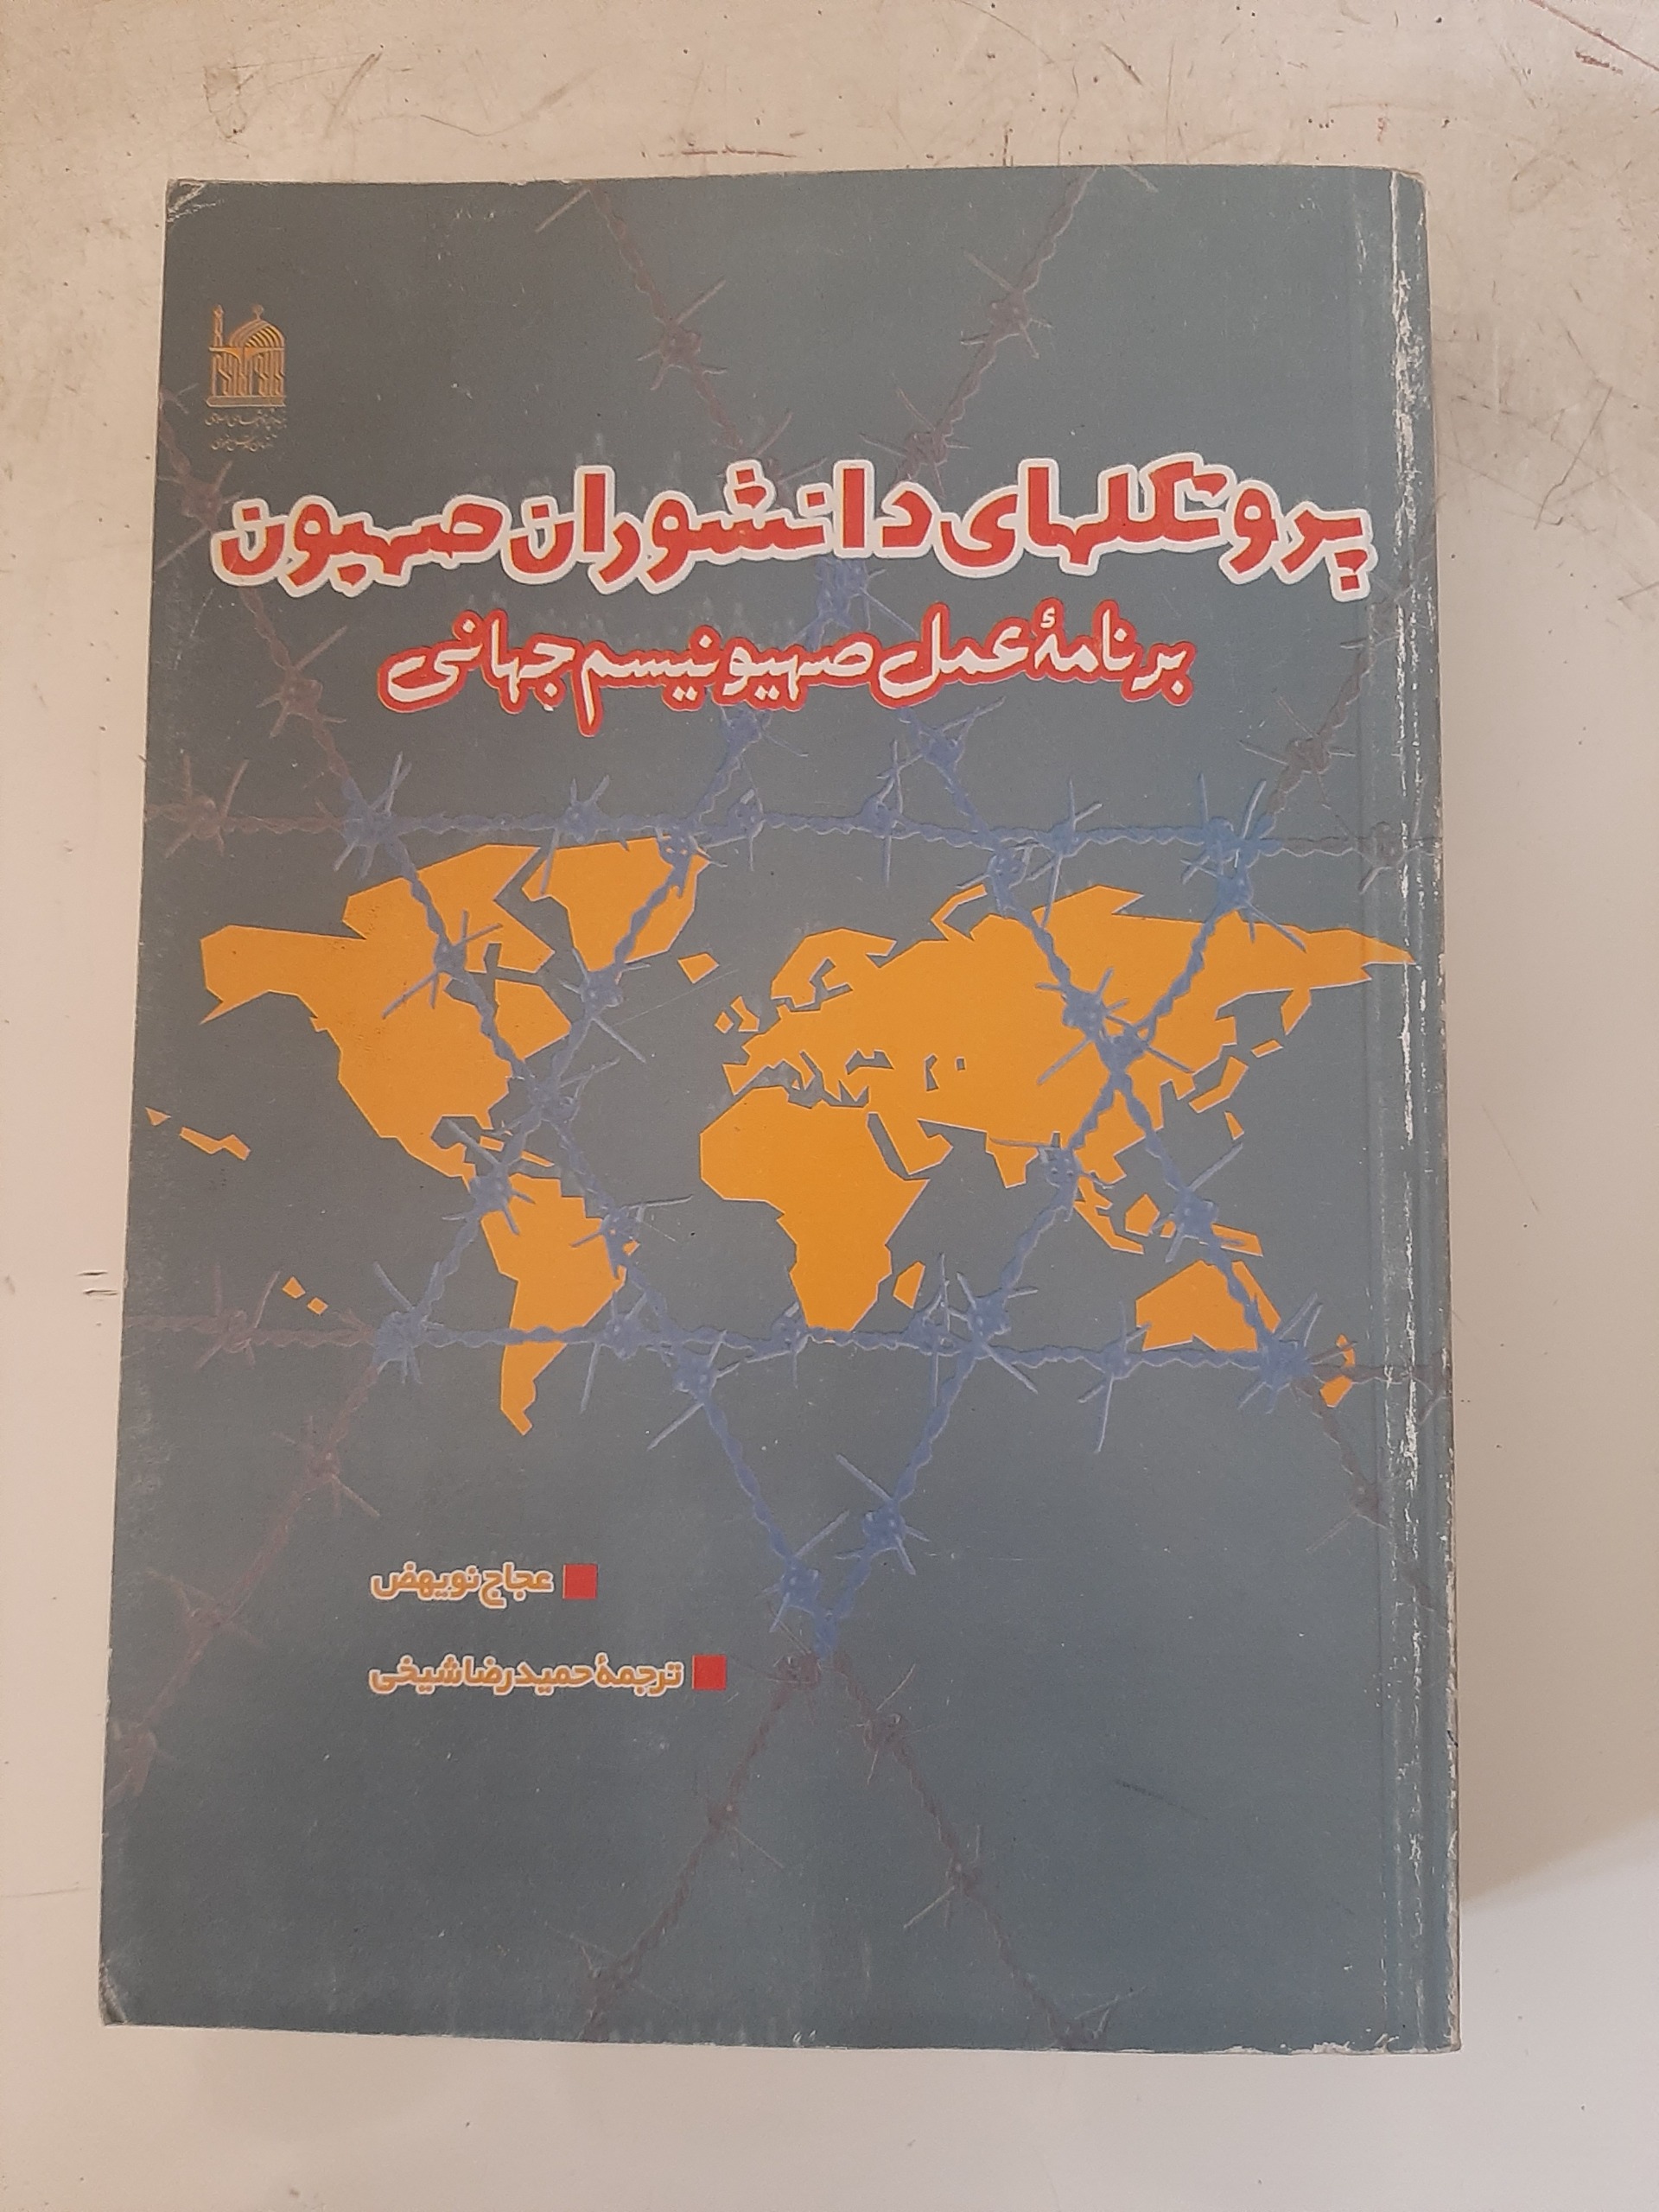 پروتکلهای دانشوران صهیون
برنامهٔ عمل صهیونیسم جهانی
عجاج نویهض
ترجمهٔ حمیدرضا شیخی